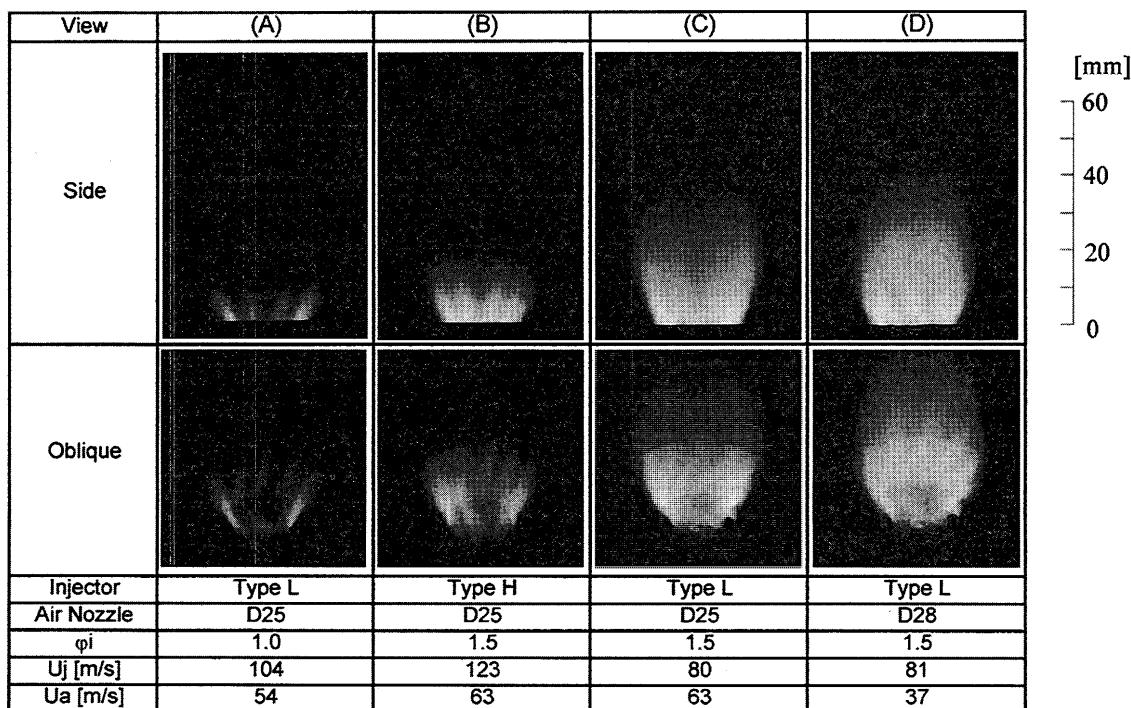 View (A) (B) (C) (D)
[mm]
60
40
Side
20
0
Oblique
Injector Type L Type H Type L Type L
Air Nozzle D25 D25 D25 D28
φi 1.0 1.5 1.5 1.5
Uj [m/s] 104 123 80 81
Ua [m/s] 54 63 63 37